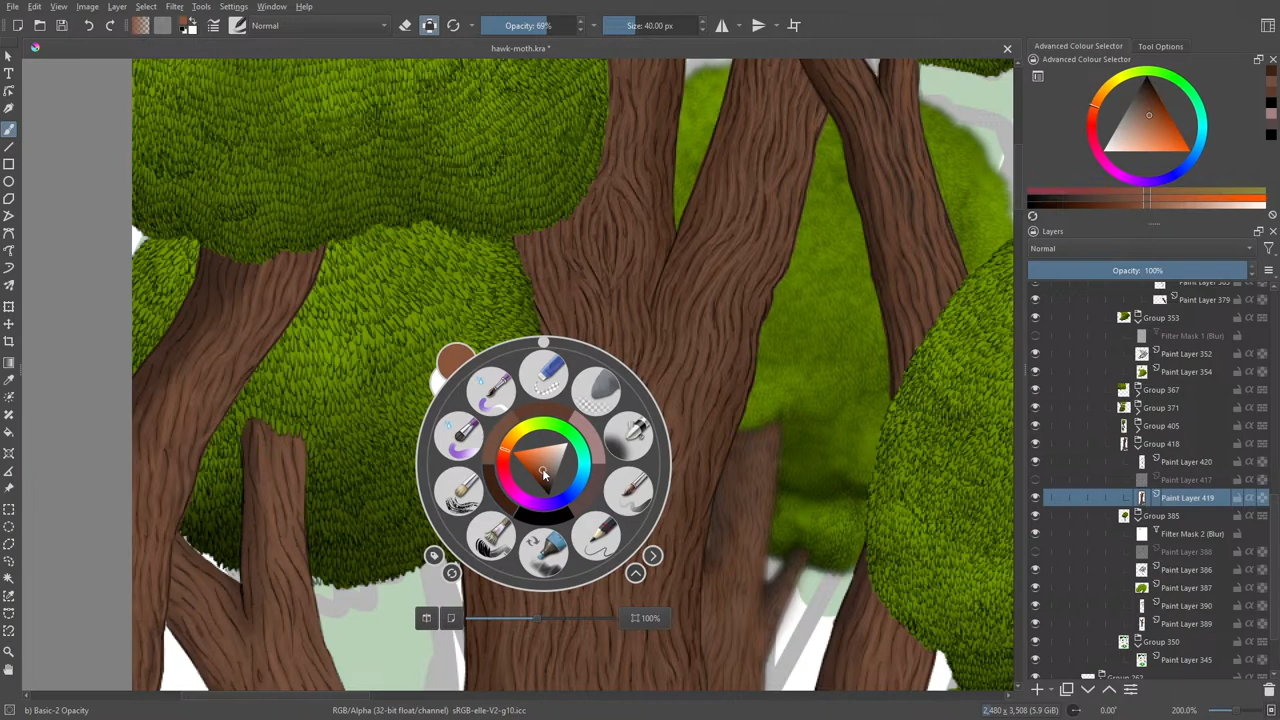 File Edit View Image Layer Select Filter Tools Settings Window Help
Normal
Opacity: 69%
Size: 40.00 px
hawk-moth.kra *
Advanced Colour Selector Tool Options
Advanced Colour Selector
Layers
Normal
Opacity: 100%
Paint Layer 379
Group 353
Filter Mask 1 (Blur)
Paint Layer 352
Paint Layer 354
Group 367
Group 371
Group 405
Group 418
Paint Layer 420
Paint Layer 417
Paint Layer 419
Group 385
Filter Mask 2 (Blur)
Paint Layer 388
Paint Layer 386
Paint Layer 387
Paint Layer 390
Paint Layer 389
Group 350
Paint Layer 345
100%
b) Basic-2 Opacity
RGB/Alpha (32-bit float/channel) sRGB-elle-V2-g10.icc
2,480 x 3,508 (5.9 GiB)
0.00°
200.0%